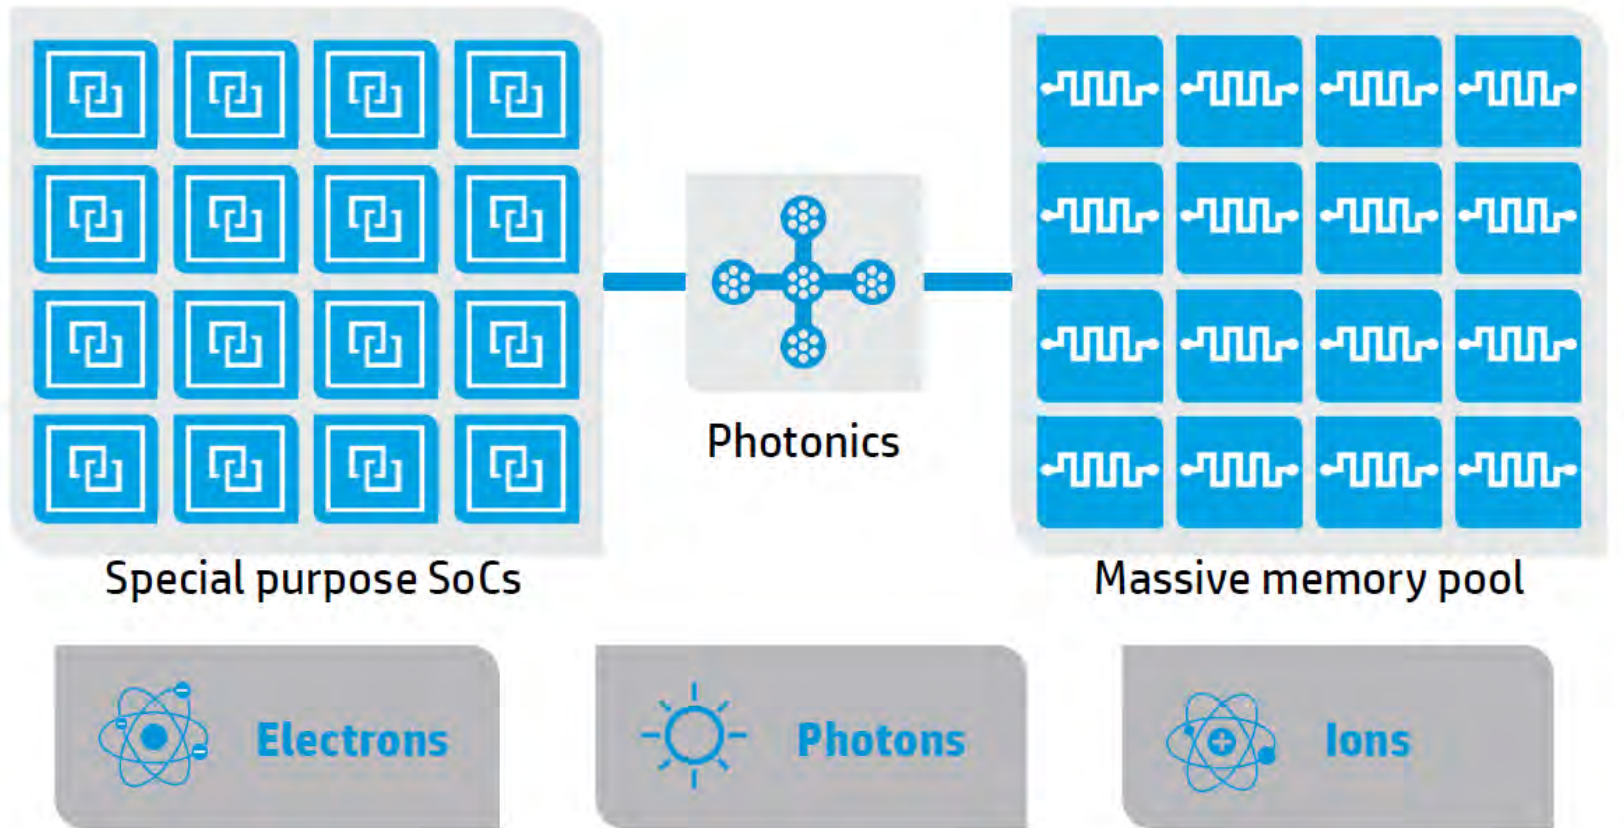 Photonics
Special purpose SoCs
Massive memory pool
Electrons
Photons
Ions